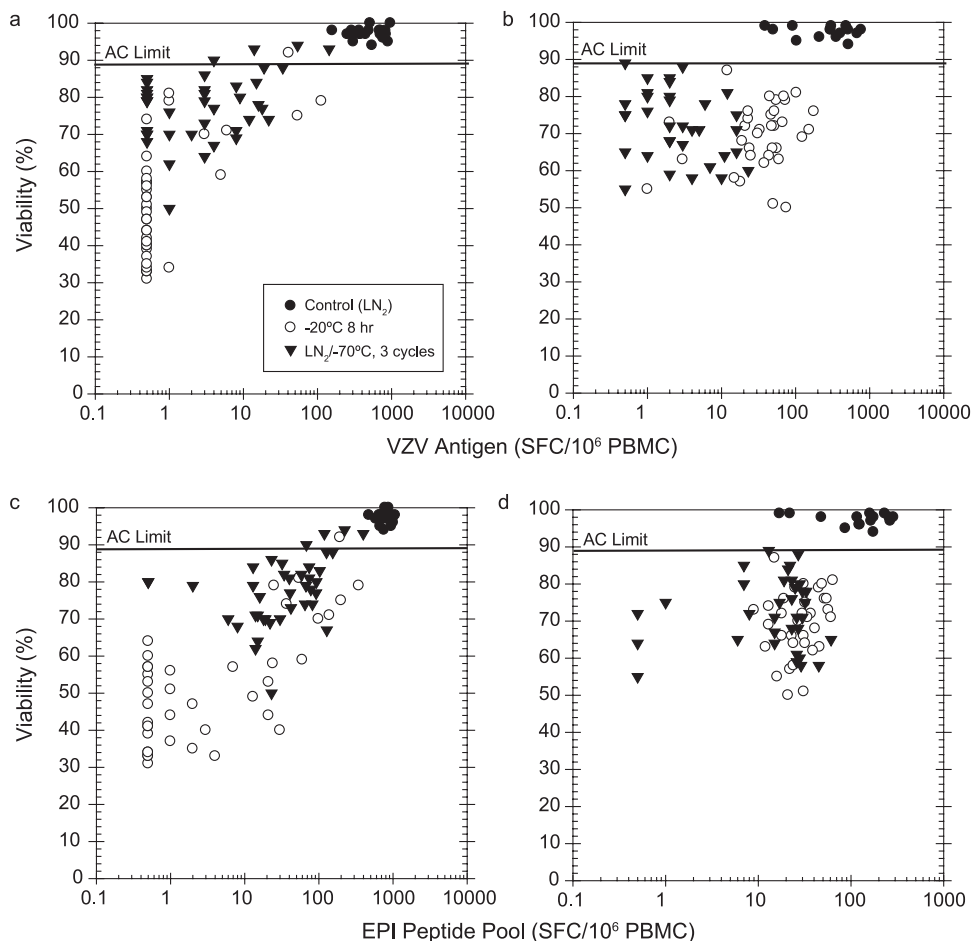 a
b
100
90
80
70
60
50
40
30
20
10
0
AC Limit
Viability (%)
Control (LN2)
-20ºC 8 hr
LN2/-70ºC, 3 cycles
0.1 1 10 100 1000 10000
100
90
80
70
60
50
40
30
20
10
0
AC Limit
0.1 1 10 100 1000 10000
VZV Antigen (SFC/10⁶ PBMC)
c
d
100
90
80
70
60
50
40
30
20
10
0
AC Limit
Viability (%)
0.1 1 10 100 1000 10000
100
90
80
70
60
50
40
30
20
10
0
AC Limit
0.1 1 10 100 1000
EPI Peptide Pool (SFC/10⁶ PBMC)